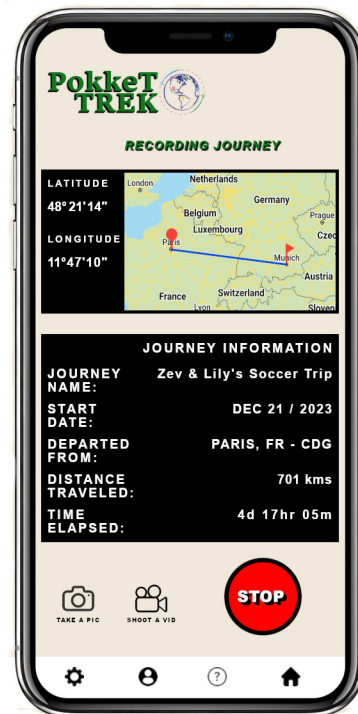 PokkeT
TREK
RECORDING JOURNEY
LATITUDE
48°21'14"
LONGITUDE
11°47'10"
London
Netherlands
Germany
Belgium
Prague
Luxembourg
Paris
Czec
Munich
Austria
Switzerland
France
Lyon
Sloven
JOURNEY INFORMATION
JOURNEY NAME: Zev & Lily's Soccer Trip
START DATE: DEC 21 / 2023
DEPARTED FROM: PARIS, FR - CDG
DISTANCE TRAVELED: 701 kms
TIME ELAPSED: 4d 17hr 05m
TAKE A PIC
SHOOT A VID
STOP
?